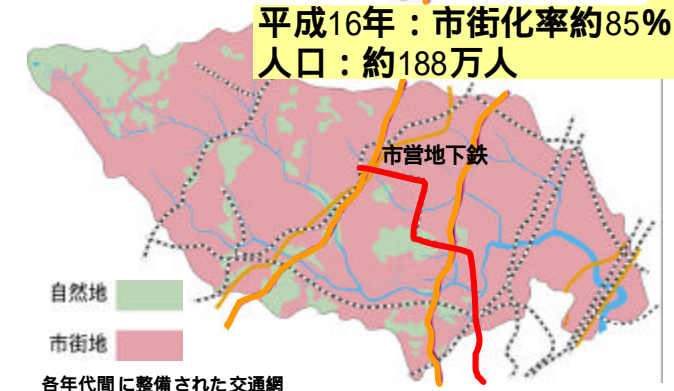 平成16年：市街化率約85%
人口：約188万人
市営地下鉄
自然地
市街地
各年代間に整備された交通網